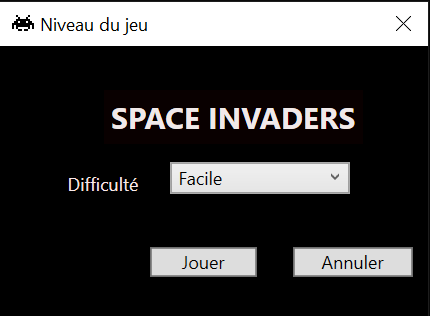 Niveau du jeu
SPACE INVADERS
Difficulté Facile
Jouer Annuler